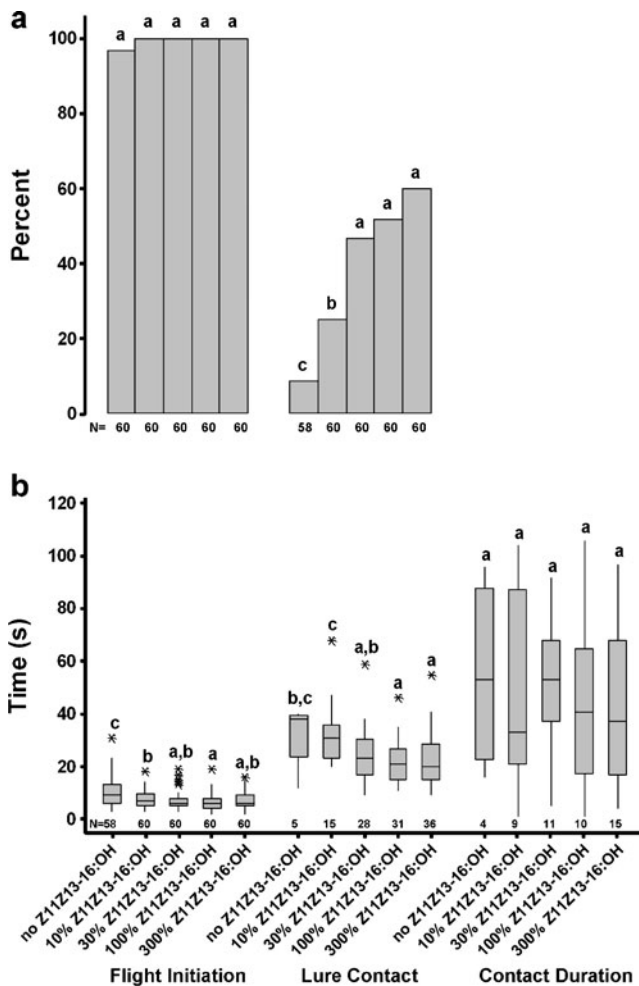 a
Percent
100
80
60
40
20
0
a a a a a
c b a a a
N= 60 60 60 60 60 58 60 60 60 60
b
Time (s)
120
100
80
60
40
20
0
c b a,b a a,b
b,c c a,b a a
a a a a a
N=58 60 60 60 60 5 15 28 31 36 4 9 11 10 15
no Z11Z13-16:OH
10% Z11Z13-16:OH
30% Z11Z13-16:OH
100% Z11Z13-16:OH
300% Z11Z13-16:OH
no Z11Z13-16:OH
10% Z11Z13-16:OH
30% Z11Z13-16:OH
100% Z11Z13-16:OH
300% Z11Z13-16:OH
no Z11Z13-16:OH
10% Z11Z13-16:OH
30% Z11Z13-16:OH
100% Z11Z13-16:OH
300% Z11Z13-16:OH
Flight Initiation Lure Contact Contact Duration